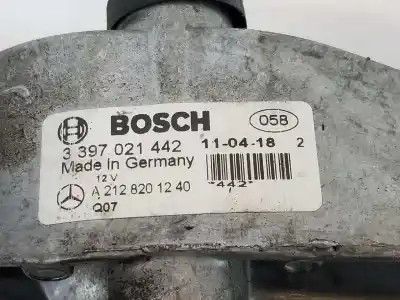 BOSCH 058
3 397 021 442 11-04-18 2
Made in Germany
12 V
A 212 820 12 40 *442*
Q07